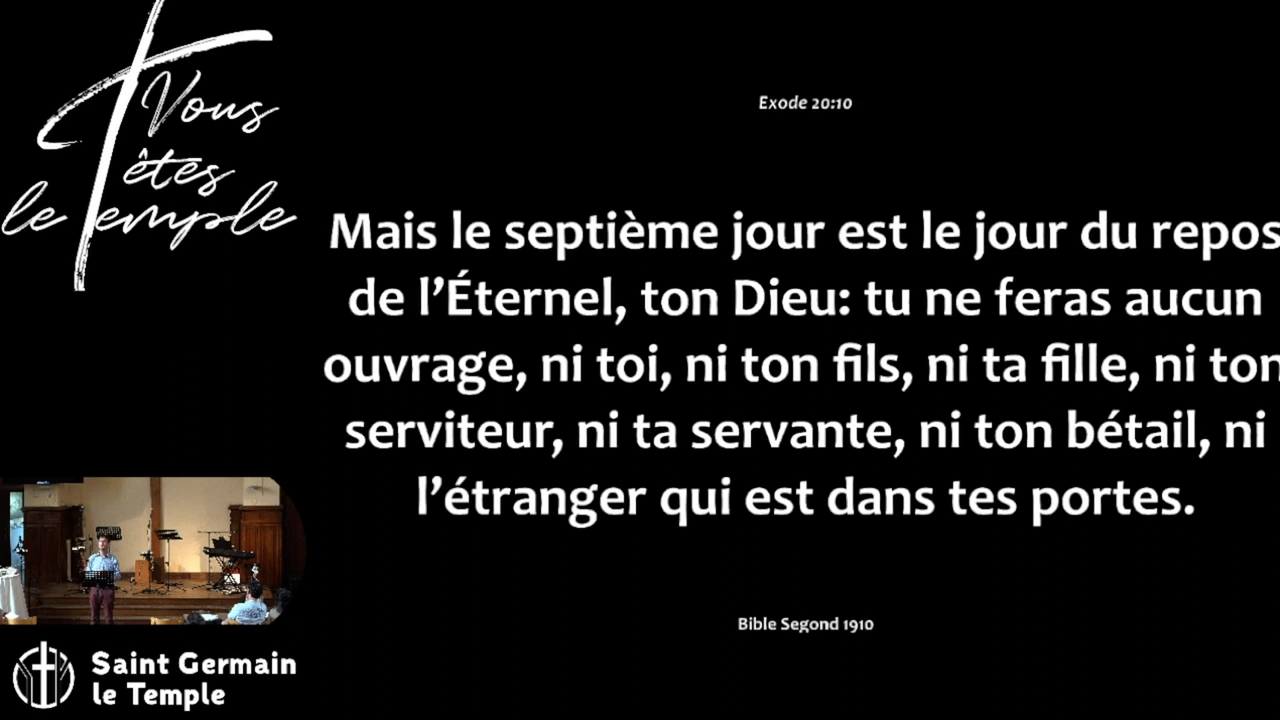 Vous
êtes
le Temple
Exode 20:10
Mais le septième jour est le jour du repos
de l’Éternel, ton Dieu: tu ne feras aucun
ouvrage, ni toi, ni ton fils, ni ta fille, ni ton
serviteur, ni ta servante, ni ton bétail, ni
l’étranger qui est dans tes portes.
Bible Segond 1910
Saint Germain
le Temple